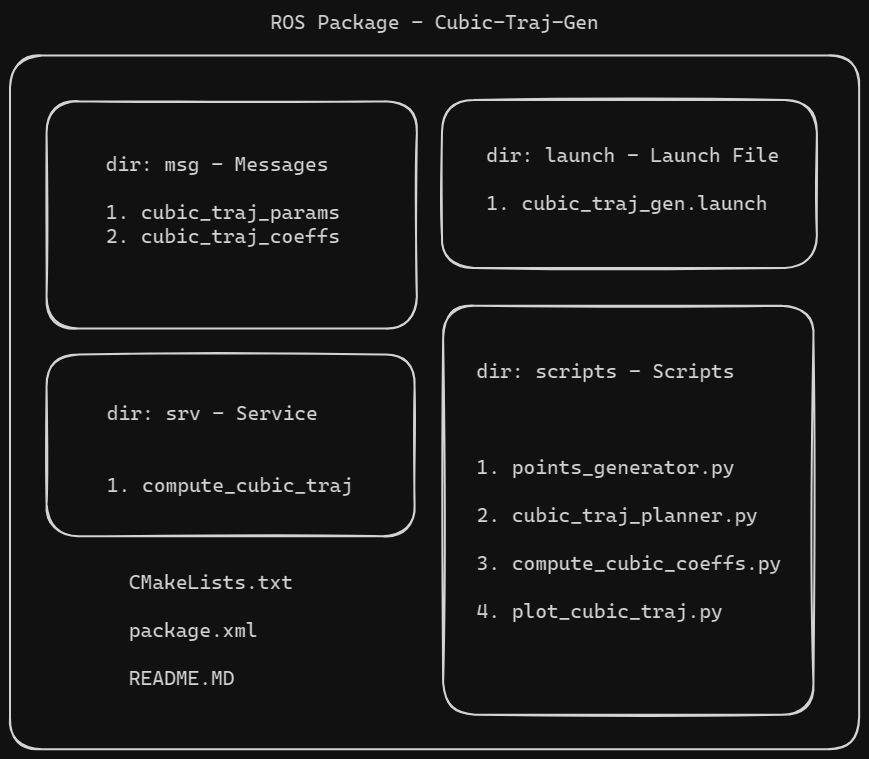 ROS Package - Cubic-Traj-Gen
dir: msg - Messages
1. cubic_traj_params
2. cubic_traj_coeffs
dir: launch - Launch File
1. cubic_traj_gen.launch
dir: srv - Service
1. compute_cubic_traj
dir: scripts - Scripts
1. points_generator.py
2. cubic_traj_planner.py
3. compute_cubic_coeffs.py
4. plot_cubic_traj.py
CMakeLists.txt
package.xml
README.MD